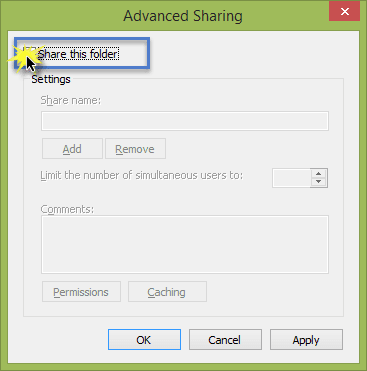 Advanced Sharing
Share this folder
Settings
Share name:
Add Remove
Limit the number of simultaneous users to:
Comments:
Permissions Caching
OK Cancel Apply